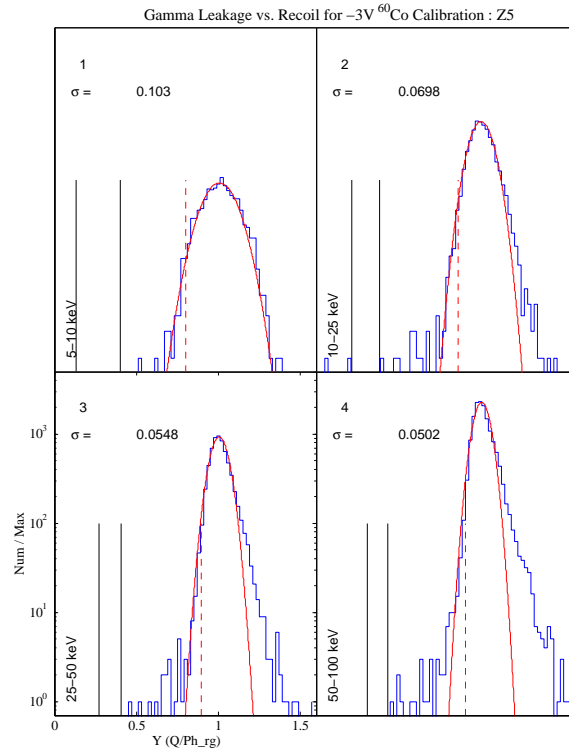 Gamma Leakage vs. Recoil for −3V ⁶⁰Co Calibration : Z5
1
σ = 0.103
5−10 keV
2
σ = 0.0698
10−25 keV
3
σ = 0.0548
25−50 keV
4
σ = 0.0502
50−100 keV
10³
10²
10¹
10⁰
Num / Max
0 0.5 1 1.5
Y (Q/Ph_rg)